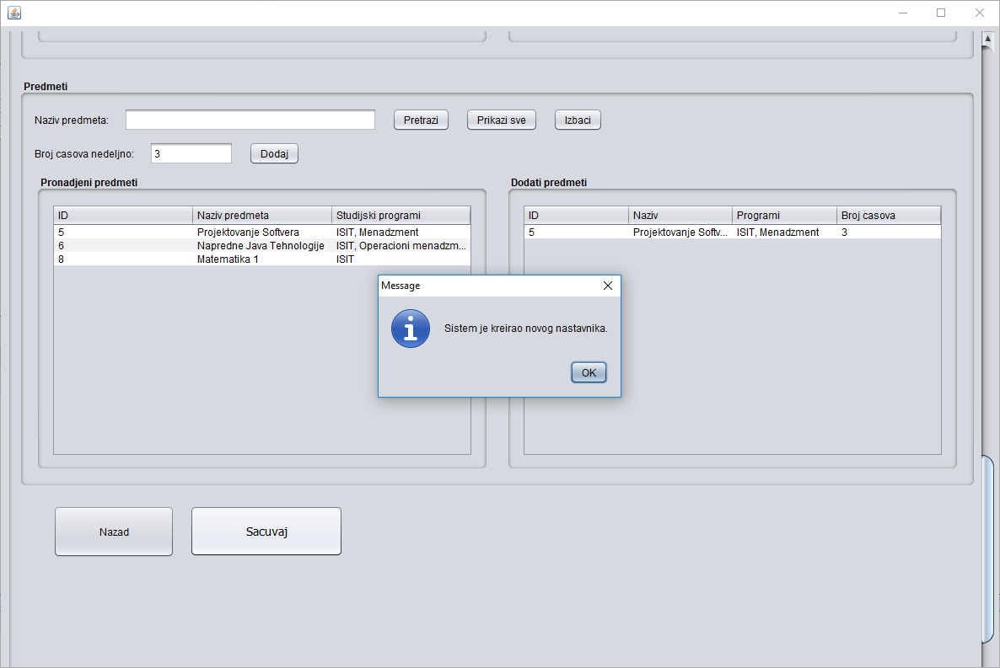 Predmeti
Naziv predmeta: Pretrazi Prikazi sve Izbaci
Broj casova nedeljno: 3 Dodaj
Pronadjeni predmeti
ID Naziv predmeta Studijski programi
5 Projektovanje Softvera ISIT, Menadzment
6 Napredne Java Tehnologije ISIT, Operacioni menadzm...
8 Matematika 1 ISIT
Dodati predmeti
ID Naziv Programi Broj casova
5 Projektovanje Softv... ISIT, Menadzment 3
Message
Sistem je kreirao novog nastavnika.
OK
Nazad Sacuvaj